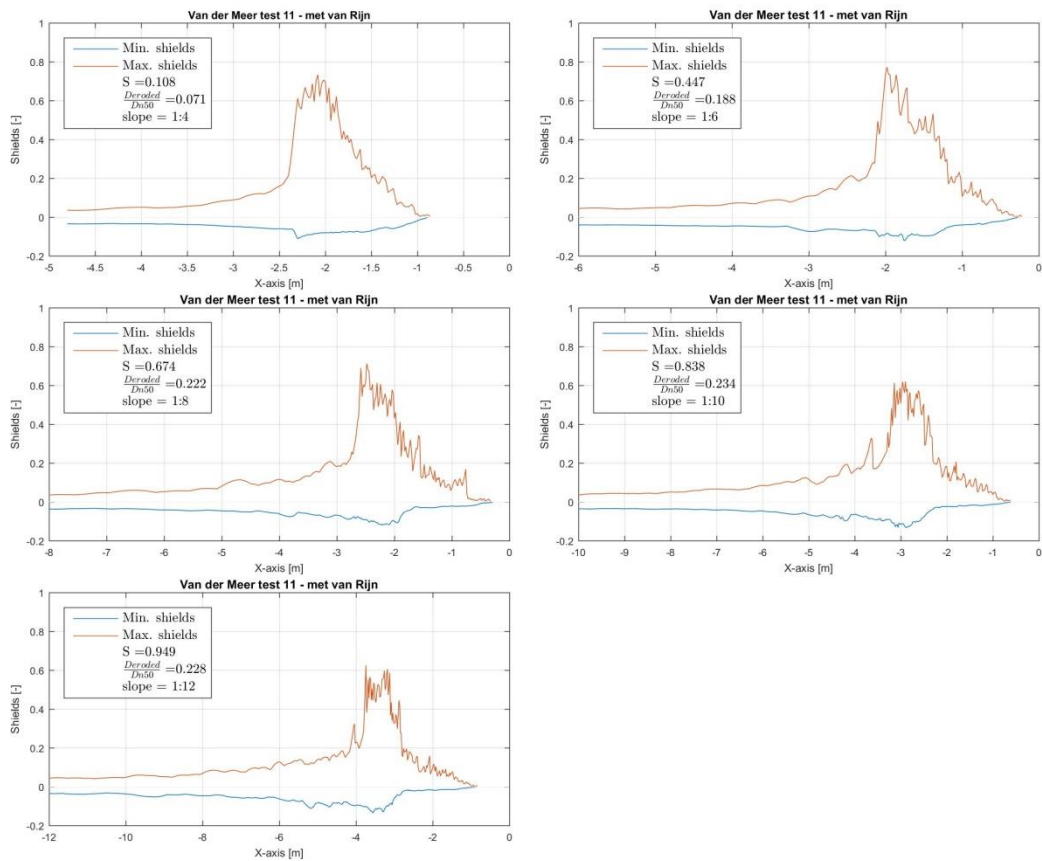 Van der Meer test 11 - met van Rijn
Min. shields
Max. shields
S =0.108
Deroded
Dn50
=0.071
slope = 1:4
Shields [-]
1
0.8
0.6
0.4
0.2
0
-0.2
-5 -4.5 -4 -3.5 -3 -2.5 -2 -1.5 -1 -0.5 0
X-axis [m]
Van der Meer test 11 - met van Rijn
Min. shields
Max. shields
S =0.447
Deroded
Dn50
=0.188
slope = 1:6
Shields [-]
1
0.8
0.6
0.4
0.2
0
-0.2
-6 -5 -4 -3 -2 -1 0
X-axis [m]
Van der Meer test 11 - met van Rijn
Min. shields
Max. shields
S =0.674
Deroded
Dn50
=0.222
slope = 1:8
Shields [-]
1
0.8
0.6
0.4
0.2
0
-0.2
-8 -7 -6 -5 -4 -3 -2 -1 0
X-axis [m]
Van der Meer test 11 - met van Rijn
Min. shields
Max. shields
S =0.838
Deroded
Dn50
=0.234
slope = 1:10
Shields [-]
1
0.8
0.6
0.4
0.2
0
-0.2
-10 -9 -8 -7 -6 -5 -4 -3 -2 -1 0
X-axis [m]
Van der Meer test 11 - met van Rijn
Min. shields
Max. shields
S =0.949
Deroded
Dn50
=0.228
slope = 1:12
Shields [-]
1
0.8
0.6
0.4
0.2
0
-0.2
-12 -10 -8 -6 -4 -2 0
X-axis [m]